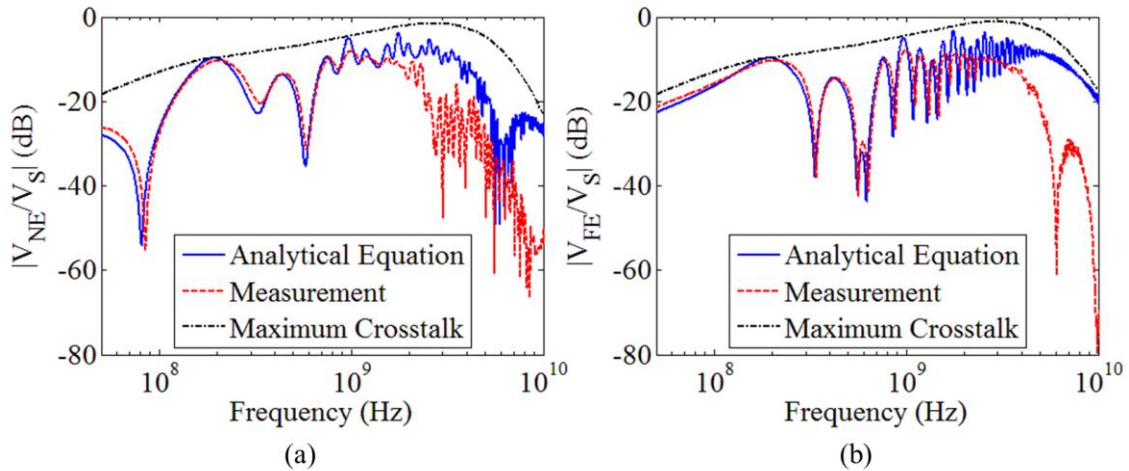 |V_NE/V_S| (dB)
0
-20
-40
-60
-80
Analytical Equation
Measurement
Maximum Crosstalk
10^8
10^9
10^10
Frequency (Hz)
(a)
|V_FE/V_S| (dB)
0
-20
-40
-60
-80
Analytical Equation
Measurement
Maximum Crosstalk
10^8
10^9
10^10
Frequency (Hz)
(b)